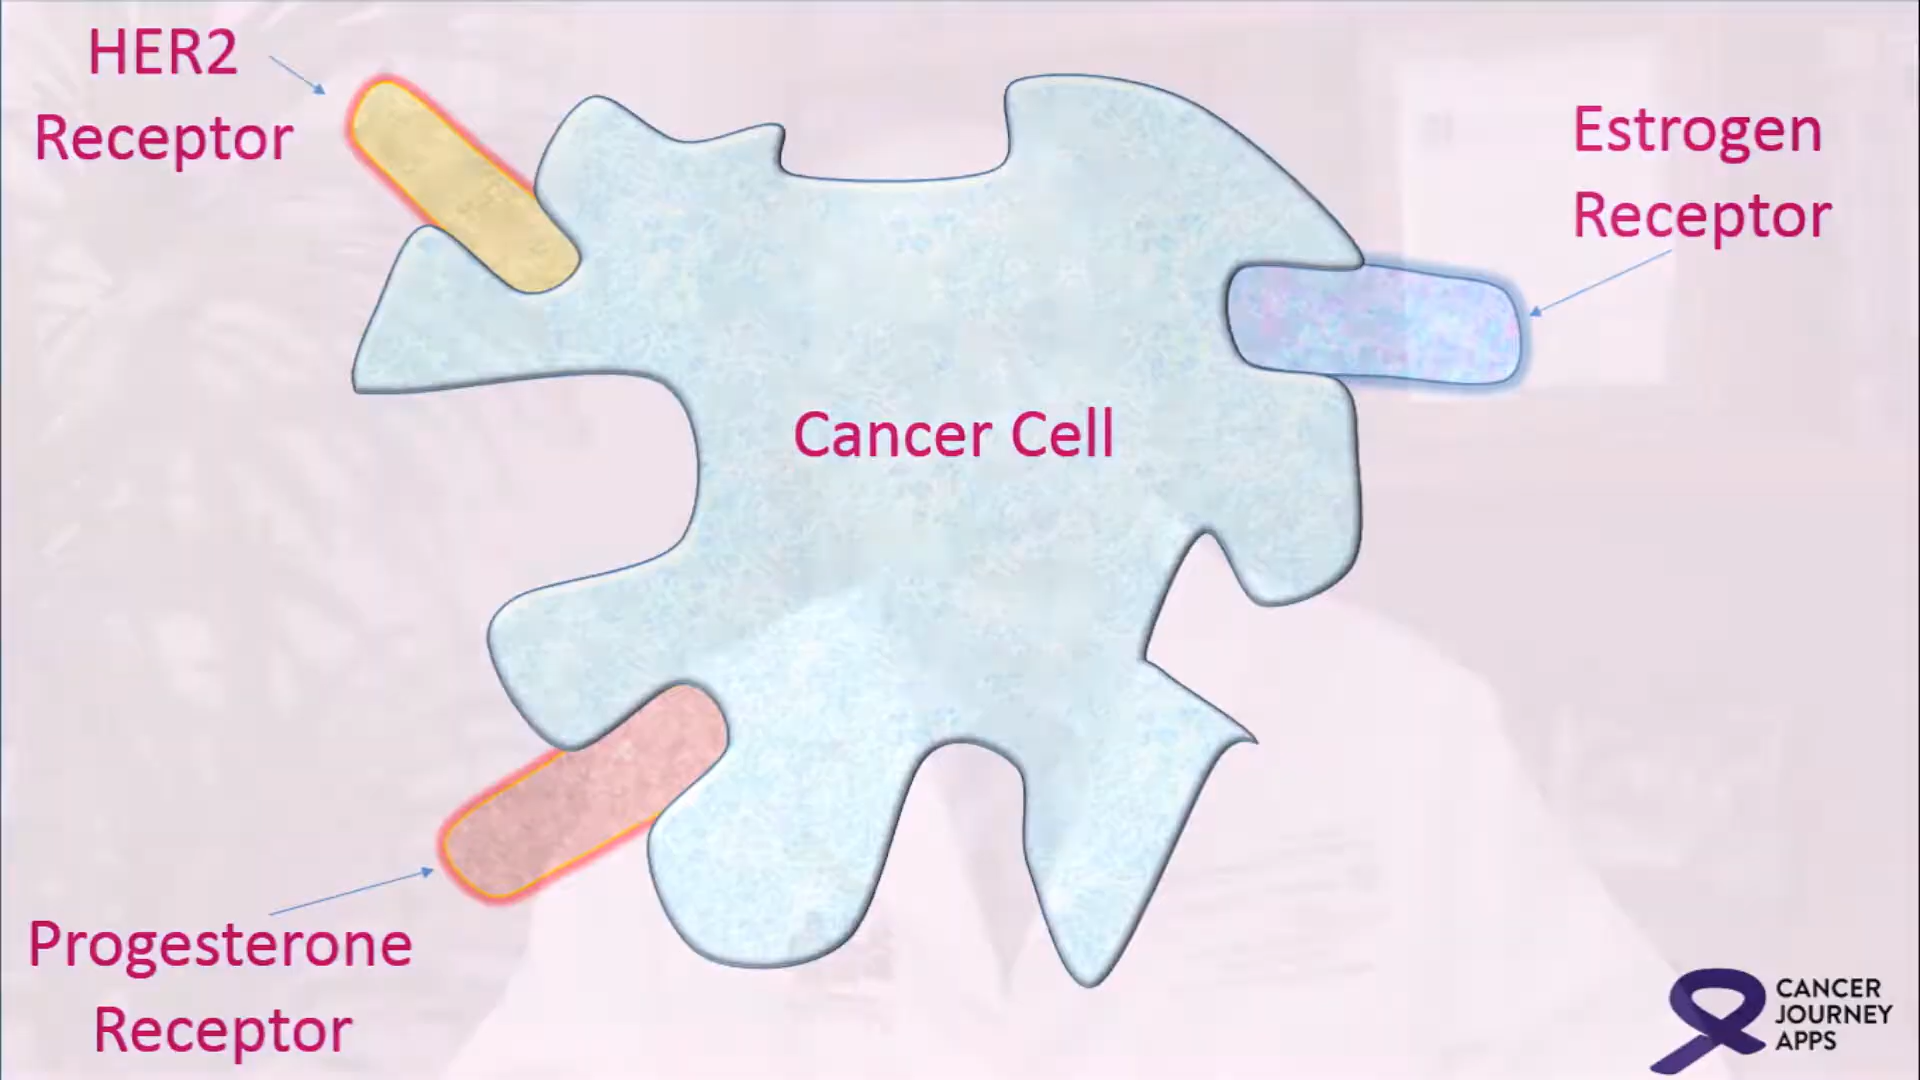 HER2
Receptor
Estrogen
Receptor
Cancer Cell
Progesterone
Receptor
CANCER
JOURNEY
APPS